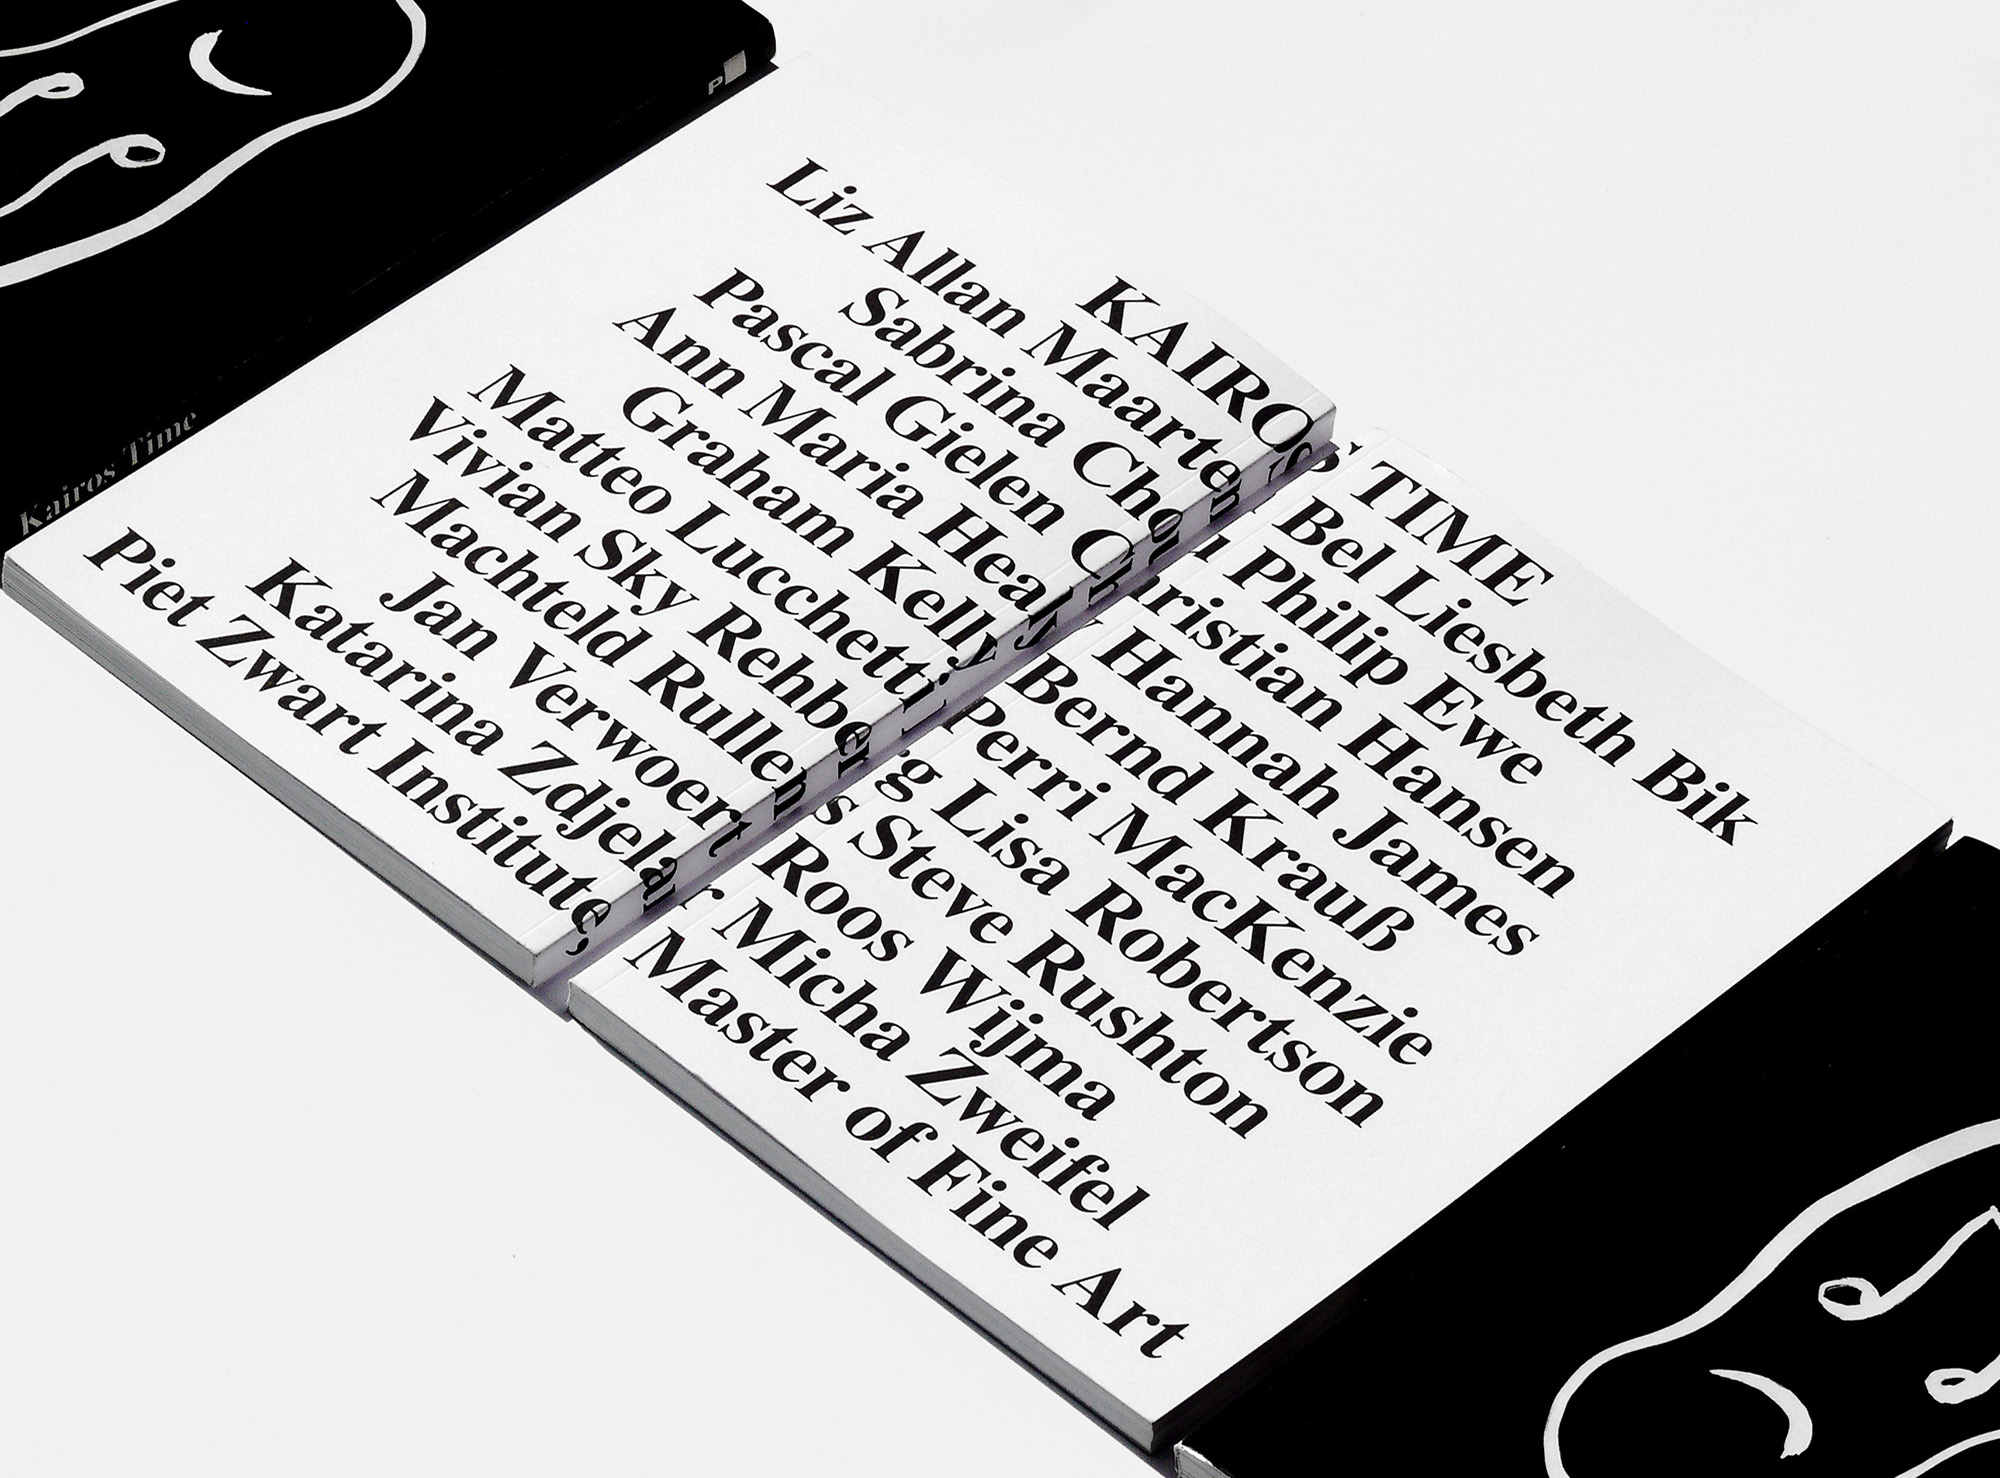 KAIROS TIME
Liz Allan Maarten Bel Liesbeth Bik
Sabrina Chou Philip Ewe
Pascal Gielen Christian Hansen
Ann Maria Healy Hannah James
Graham Kelly Bernd Krauß
Matteo Lucchetti Perri MacKenzie
Vivian Sky Rehberg Lisa Robertson
Machteld Rullens Steve Rushton
Jan Verwoert Roos Wijma
Katarina Zdjelar Micha Zweifel
Piet Zwart Institute, Master of Fine Art
Kairos Time
P